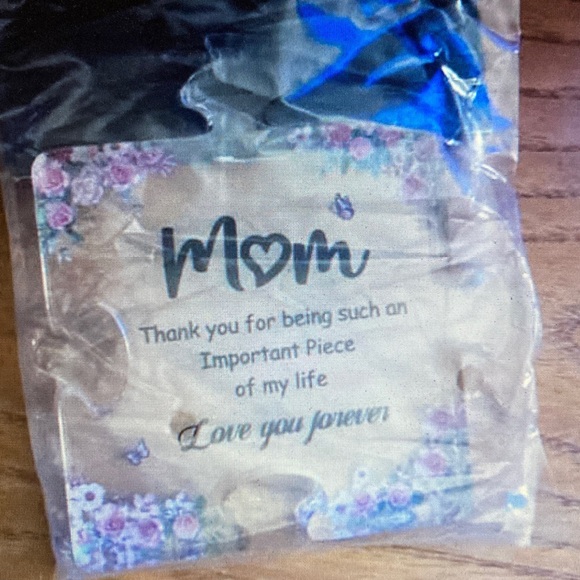 Mom
Thank you for being such an
Important Piece
of my life
Love you forever